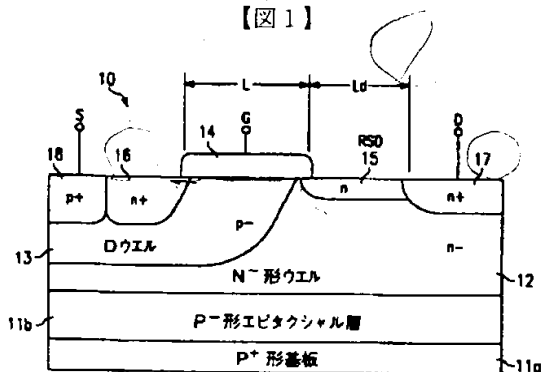 【図1】
10
L
Ld
S
14
G
RSD
D
18
16
15
17
p+
n+
n
n+
p-
n-
Dウエル
13
N⁻形ウエル
12
11b
P⁻形エピタクシャル層
P⁺形基板
11a